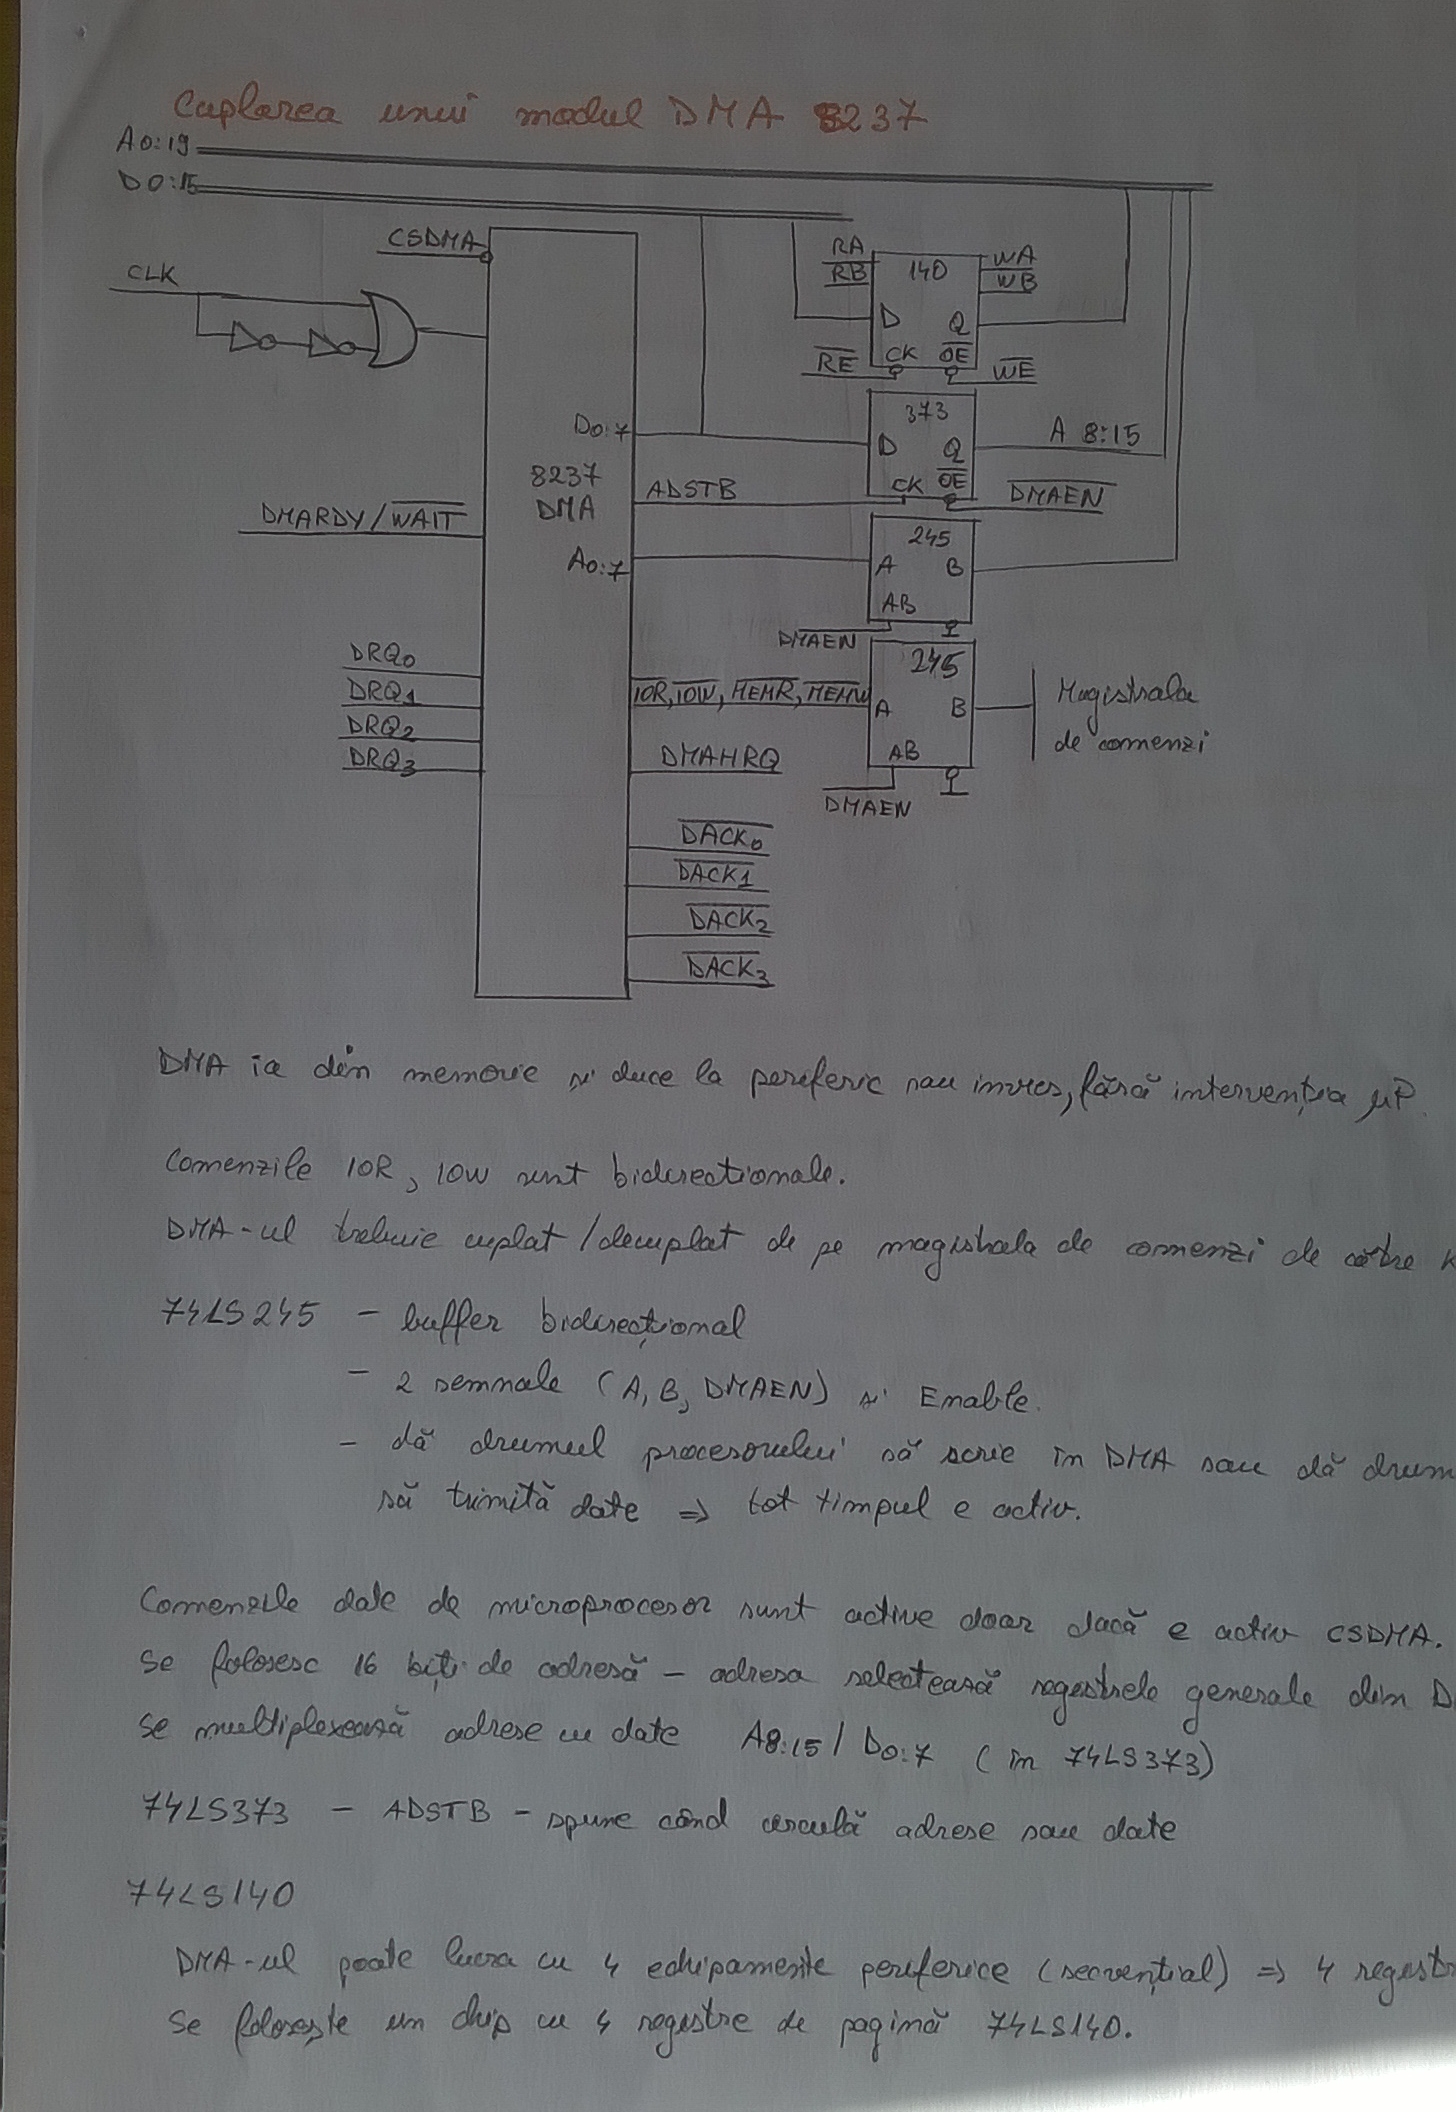 Cuplarea unui modul DMA 8237
A0:19
D0:15
CSDMA
CLK
RA
RB
140
WA
WB
D Q
CK OE
RE
WE
373
D0:7
D Q
A 8:15
8237
DMA
ADSTB
CK OE
DMAEN
DMARDY/WAIT
245
A0:7
A B
AB
DMAEN
245
DRQ0
DRQ1
DRQ2
DRQ3
IOR, IOW, MEMR, MEMW
A B
Magistrala
de comenzi
AB
DMAHRQ
DMAEN
DACK0
DACK1
DACK2
DACK3
DMA ia din memorie și duce la periferic sau invers, fără intervenția µP.
Comenzile IOR, IOW sunt bidirectionale.
DMA-ul trebuie cuplat/decuplat de pe magistrala de comenzi de către
74LS245 - buffer bidirecțional
- 2 semnale (A, B, DMAEN) și Enable.
- dă drumul procesorului să scrie în DMA sau dă drum
să trimită date => tot timpul e activ.
Comenzile date de microprocesor sunt active doar dacă e activ CSDMA.
Se folosesc 16 biți de adresă - adresa selectează registrele generale din D
se multiplexează adrese cu date A8:15/D0:7 (în 74LS373)
74LS373 - ADSTB - spune când circulă adrese sau date
74LS140
DMA-ul poate lucra cu 4 echipamente periferice (secvențial) => 4 registr
Se folosește un chip cu 4 registre de pagină 74LS140.